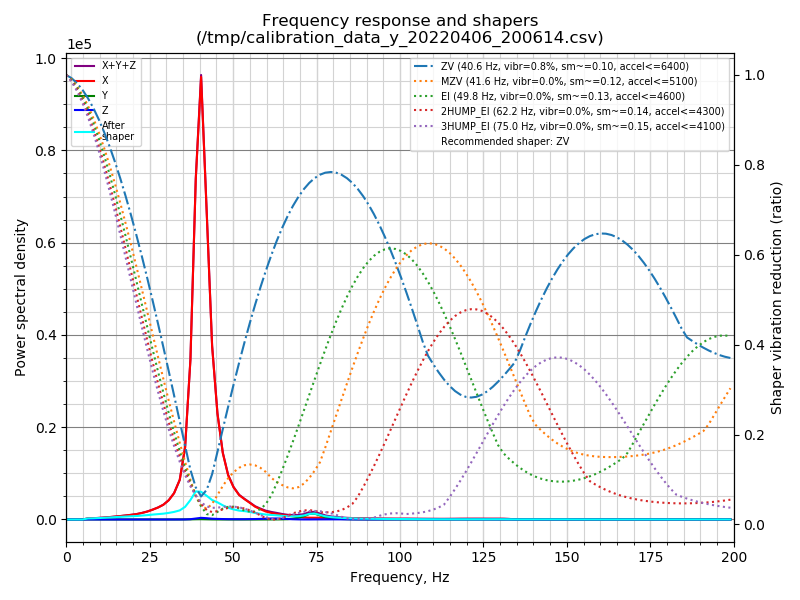 Frequency response and shapers
(/tmp/calibration_data_y_20220406_200614.csv)
1e5
X+Y+Z
X
Y
Z
After
shaper
ZV (40.6 Hz, vibr=0.8%, sm~=0.10, accel<=6400)
MZV (41.6 Hz, vibr=0.0%, sm~=0.12, accel<=5100)
EI (49.8 Hz, vibr=0.0%, sm~=0.13, accel<=4600)
2HUMP_EI (62.2 Hz, vibr=0.0%, sm~=0.14, accel<=4300)
3HUMP_EI (75.0 Hz, vibr=0.0%, sm~=0.15, accel<=4100)
Recommended shaper: ZV
Power spectral density
1.0
0.8
0.6
0.4
0.2
0.0
1.0
0.8
0.6
0.4
0.2
0.0
Shaper vibration reduction (ratio)
0 25 50 75 100 125 150 175 200
Frequency, Hz